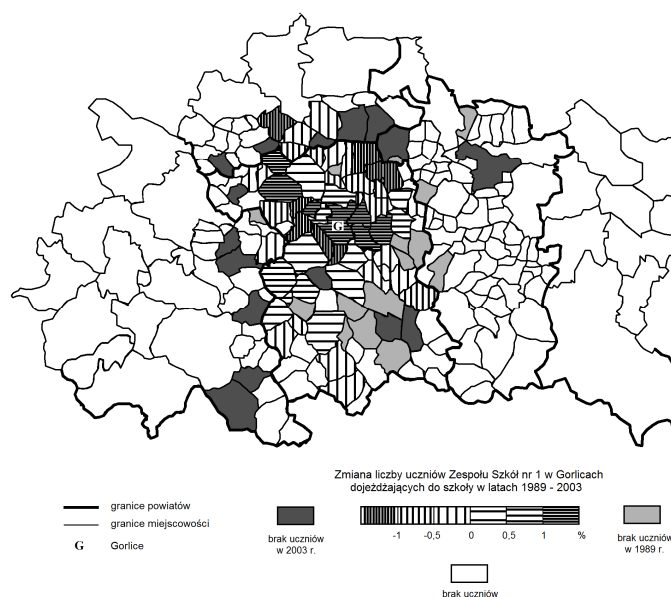 G
Zmiana liczby uczniów Zespołu Szkół nr 1 w Gorlicach
dojeżdżających do szkoły w latach 1989 - 2003
granice powiatów
granice miejscowości
G Gorlice
brak uczniów
w 2003 r.
-1 -0,5 0 0,5 1 %
brak uczniów
w 1989 r.
brak uczniów